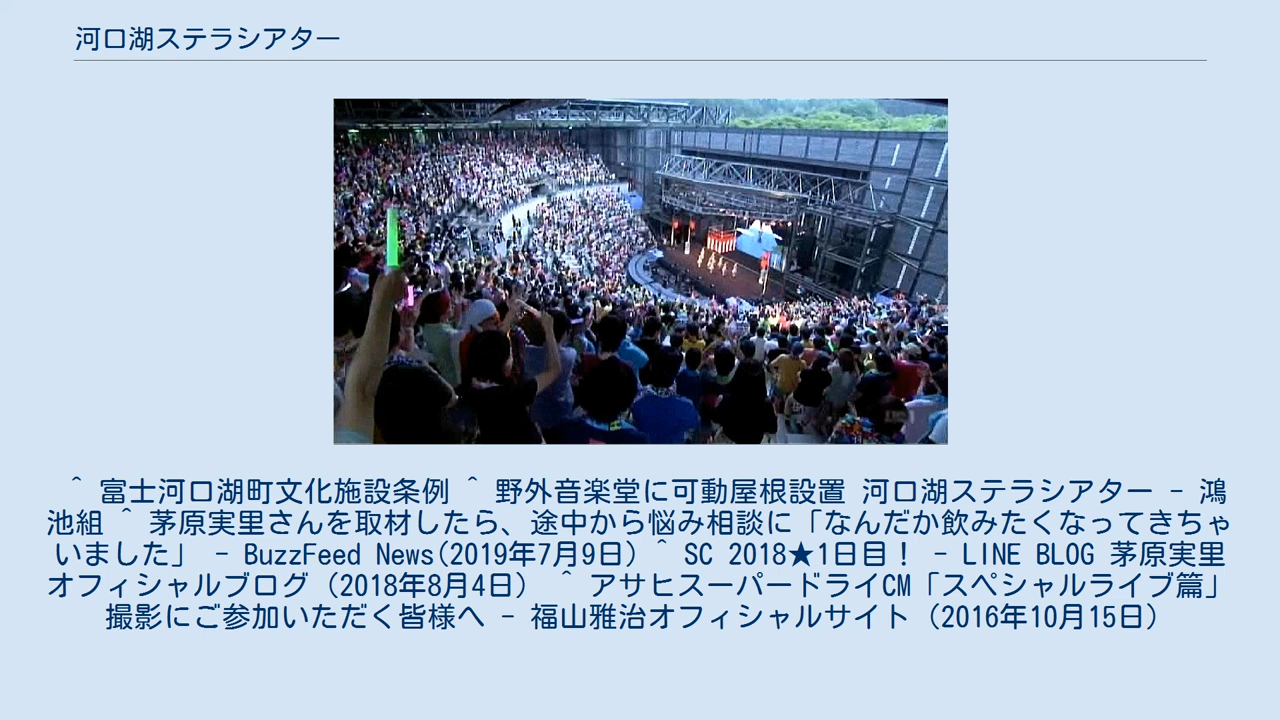 河口湖ステラシアター
^ 富士河口湖町文化施設条例 ^ 野外音楽堂に可動屋根設置 河口湖ステラシアター - 鴻
池組 ^ 茅原実里さんを取材したら、途中から悩み相談に「なんだか飲みたくなってきちゃ
いました」 - BuzzFeed News(2019年7月9日) ^ SC 2018★1日目！ - LINE BLOG 茅原実里
オフィシャルブログ (2018年8月4日) ^ アサヒスーパードライCM「スペシャルライブ篇」
撮影にご参加いただく皆様へ - 福山雅治オフィシャルサイト (2016年10月15日)